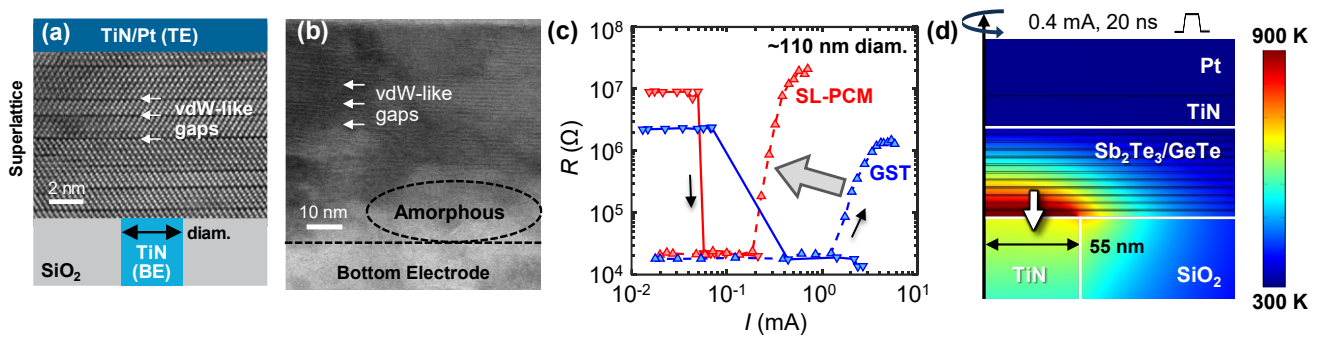 (a)
TiN/Pt (TE)
Superlattice
vdW-like
gaps
2 nm
diam.
TiN
(BE)
SiO2
(b)
vdW-like
gaps
10 nm
Amorphous
Bottom Electrode
(c)
~110 nm diam.
SL-PCM
GST
R (Ω)
10^8
10^7
10^6
10^5
10^4
10^-2
10^-1
10^0
10^1
I (mA)
(d)
0.4 mA, 20 ns
Pt
TiN
Sb2Te3/GeTe
55 nm
TiN
SiO2
900 K
300 K